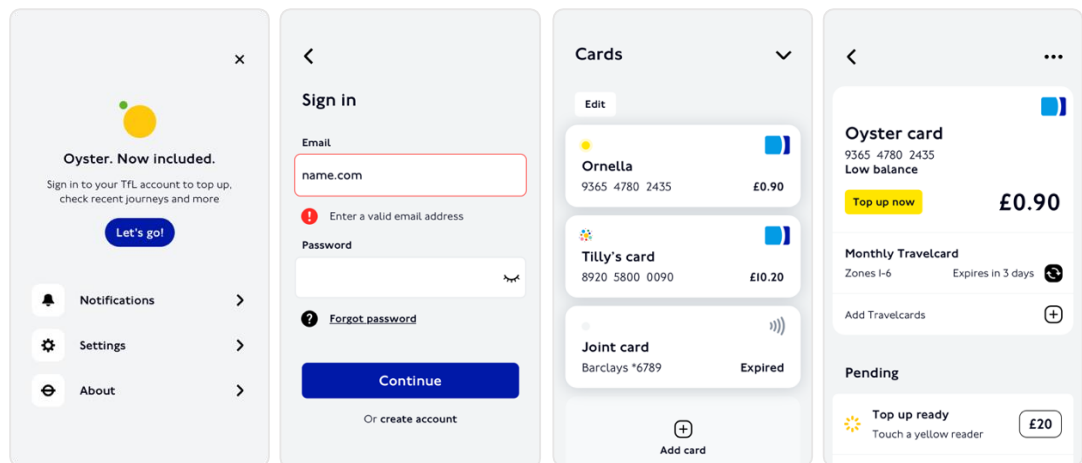 Oyster. Now included.
Sign in to your TfL account to top up,
check recent journeys and more
Let's go!
Notifications
Settings
About
Sign in
Email
name.com
Enter a valid email address
Password
Forgot password
Continue
Or create account
Cards
Edit
Ornella
9365 4780 2435 £0.90
Tilly's card
8920 5800 0090 £10.20
Joint card
Barclays *6789 Expired
Add card
Oyster card
9365 4780 2435
Low balance
Top up now £0.90
Monthly Travelcard
Zones 1-6 Expires in 3 days
Add Travelcards
Pending
Top up ready
Touch a yellow reader £20